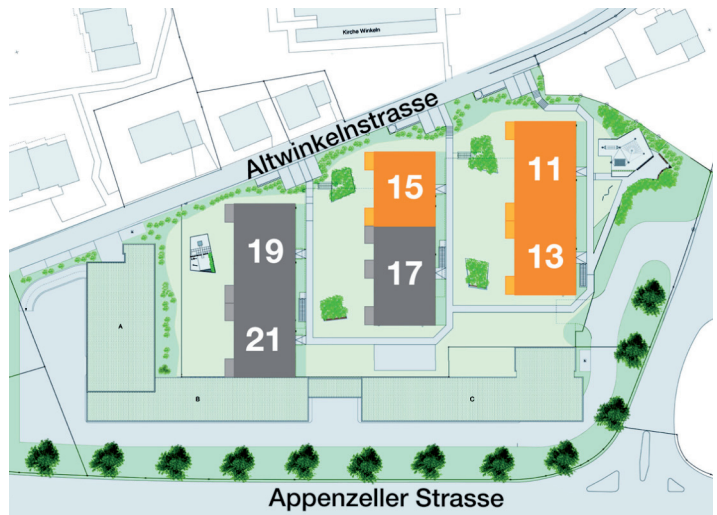 Kirche Winkeln
Altwinkelnstrasse
11
15
13
17
19
21
A
B
C
Appenzeller Strasse